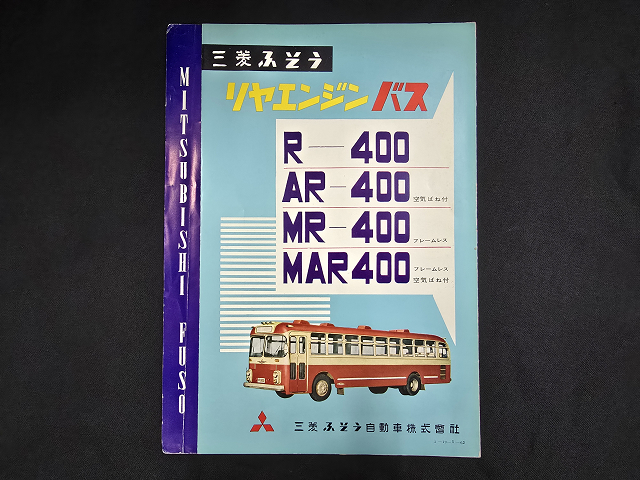 MITSUBISHI FUSO
三菱ふそう
リヤエンジンバス
R-400
AR-400 空気ばね付
MR-400 フレームレス
MAR400 フレームレス 空気ばね付
三菱ふそう自動車株式會社